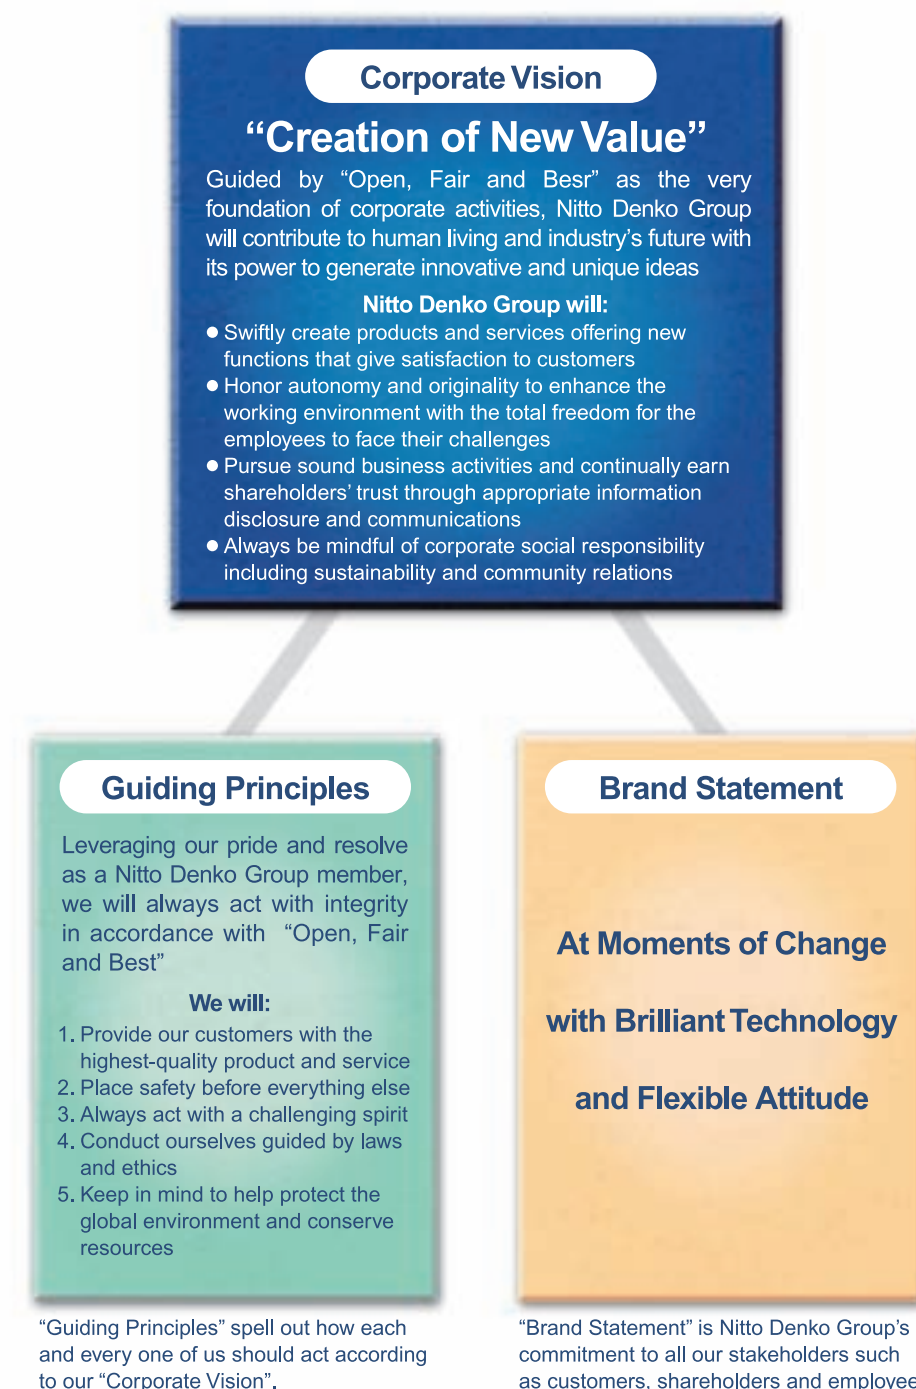 Corporate Vision
“Creation of New Value”
Guided by “Open, Fair and Besr” as the very
foundation of corporate activities, Nitto Denko Group
will contribute to human living and industry’s future with
its power to generate innovative and unique ideas
Nitto Denko Group will:
● Swiftly create products and services offering new
functions that give satisfaction to customers
● Honor autonomy and originality to enhance the
working environment with the total freedom for the
employees to face their challenges
● Pursue sound business activities and continually earn
shareholders’ trust through appropriate information
disclosure and communications
● Always be mindful of corporate social responsibility
including sustainability and community relations
Guiding Principles
Leveraging our pride and resolve
as a Nitto Denko Group member,
we will always act with integrity
in accordance with “Open, Fair
and Best”
We will:
1. Provide our customers with the
highest-quality product and service
2. Place safety before everything else
3. Always act with a challenging spirit
4. Conduct ourselves guided by laws
and ethics
5. Keep in mind to help protect the
global environment and conserve
resources
“Guiding Principles” spell out how each
and every one of us should act according
to our “Corporate Vision”.
Brand Statement
At Moments of Change
with Brilliant Technology
and Flexible Attitude
“Brand Statement” is Nitto Denko Group’s
commitment to all our stakeholders such
as customers, shareholders and employee